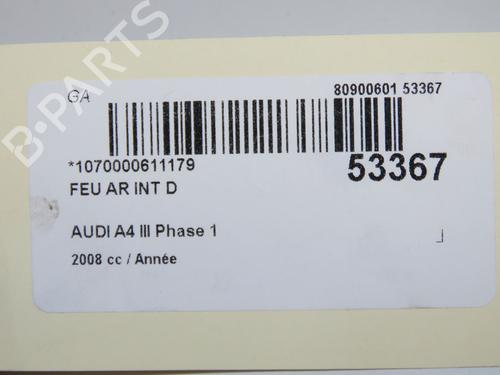 GA
80900601 53367
*1070000611179
53367
FEU AR INT D
AUDI A4 III Phase 1
2008 cc / Année
B-PARTS